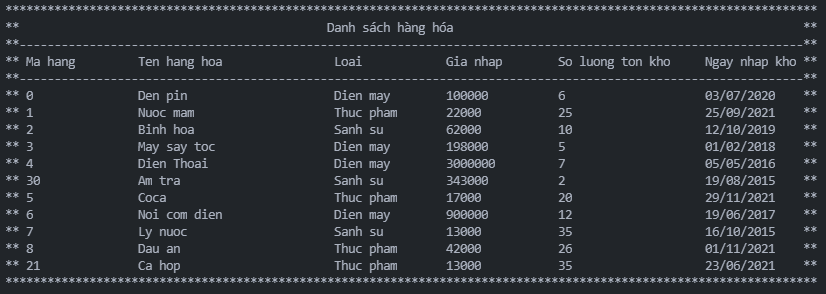 ********************************************************************************************************************
** Danh sách hàng hóa **
**----------------------------------------------------------------------------------------------------------------**
** Ma hang Ten hang hoa Loai Gia nhap So luong ton kho Ngay nhap kho **
**----------------------------------------------------------------------------------------------------------------**
** 0 Den pin Dien may 100000 6 03/07/2020 **
** 1 Nuoc mam Thuc pham 22000 25 25/09/2021 **
** 2 Binh hoa Sanh su 62000 10 12/10/2019 **
** 3 May say toc Dien may 198000 5 01/02/2018 **
** 4 Dien Thoai Dien may 3000000 7 05/05/2016 **
** 30 Am tra Sanh su 343000 2 19/08/2015 **
** 5 Coca Thuc pham 17000 20 29/11/2021 **
** 6 Noi com dien Dien may 900000 12 19/06/2017 **
** 7 Ly nuoc Sanh su 13000 35 16/10/2015 **
** 8 Dau an Thuc pham 42000 26 01/11/2021 **
** 21 Ca hop Thuc pham 13000 35 23/06/2021 **
********************************************************************************************************************